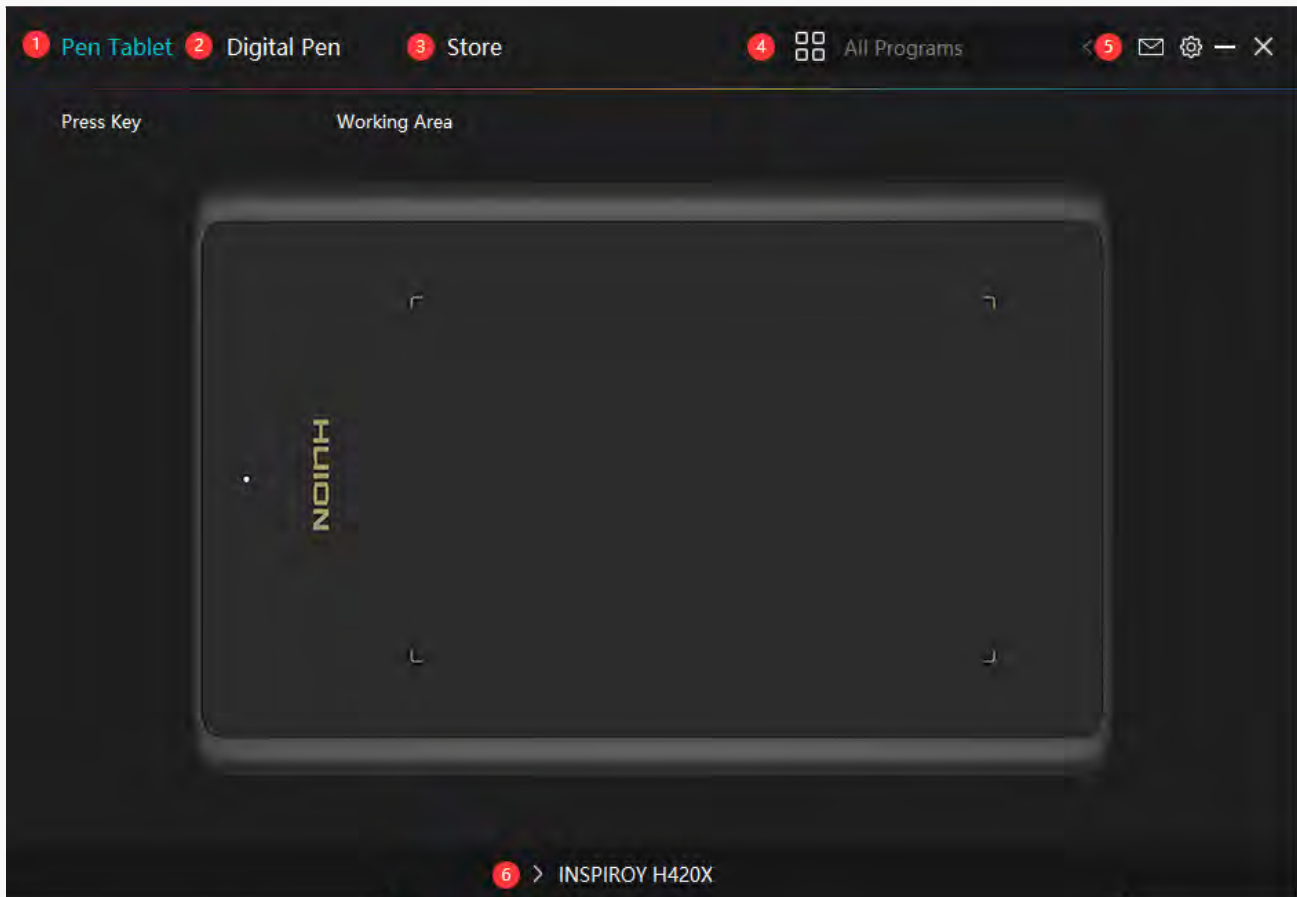 1 Pen Tablet 2 Digital Pen 3 Store 4 All Programs 5
Press Key Working Area
HUION
6 > INSPIROY H420X